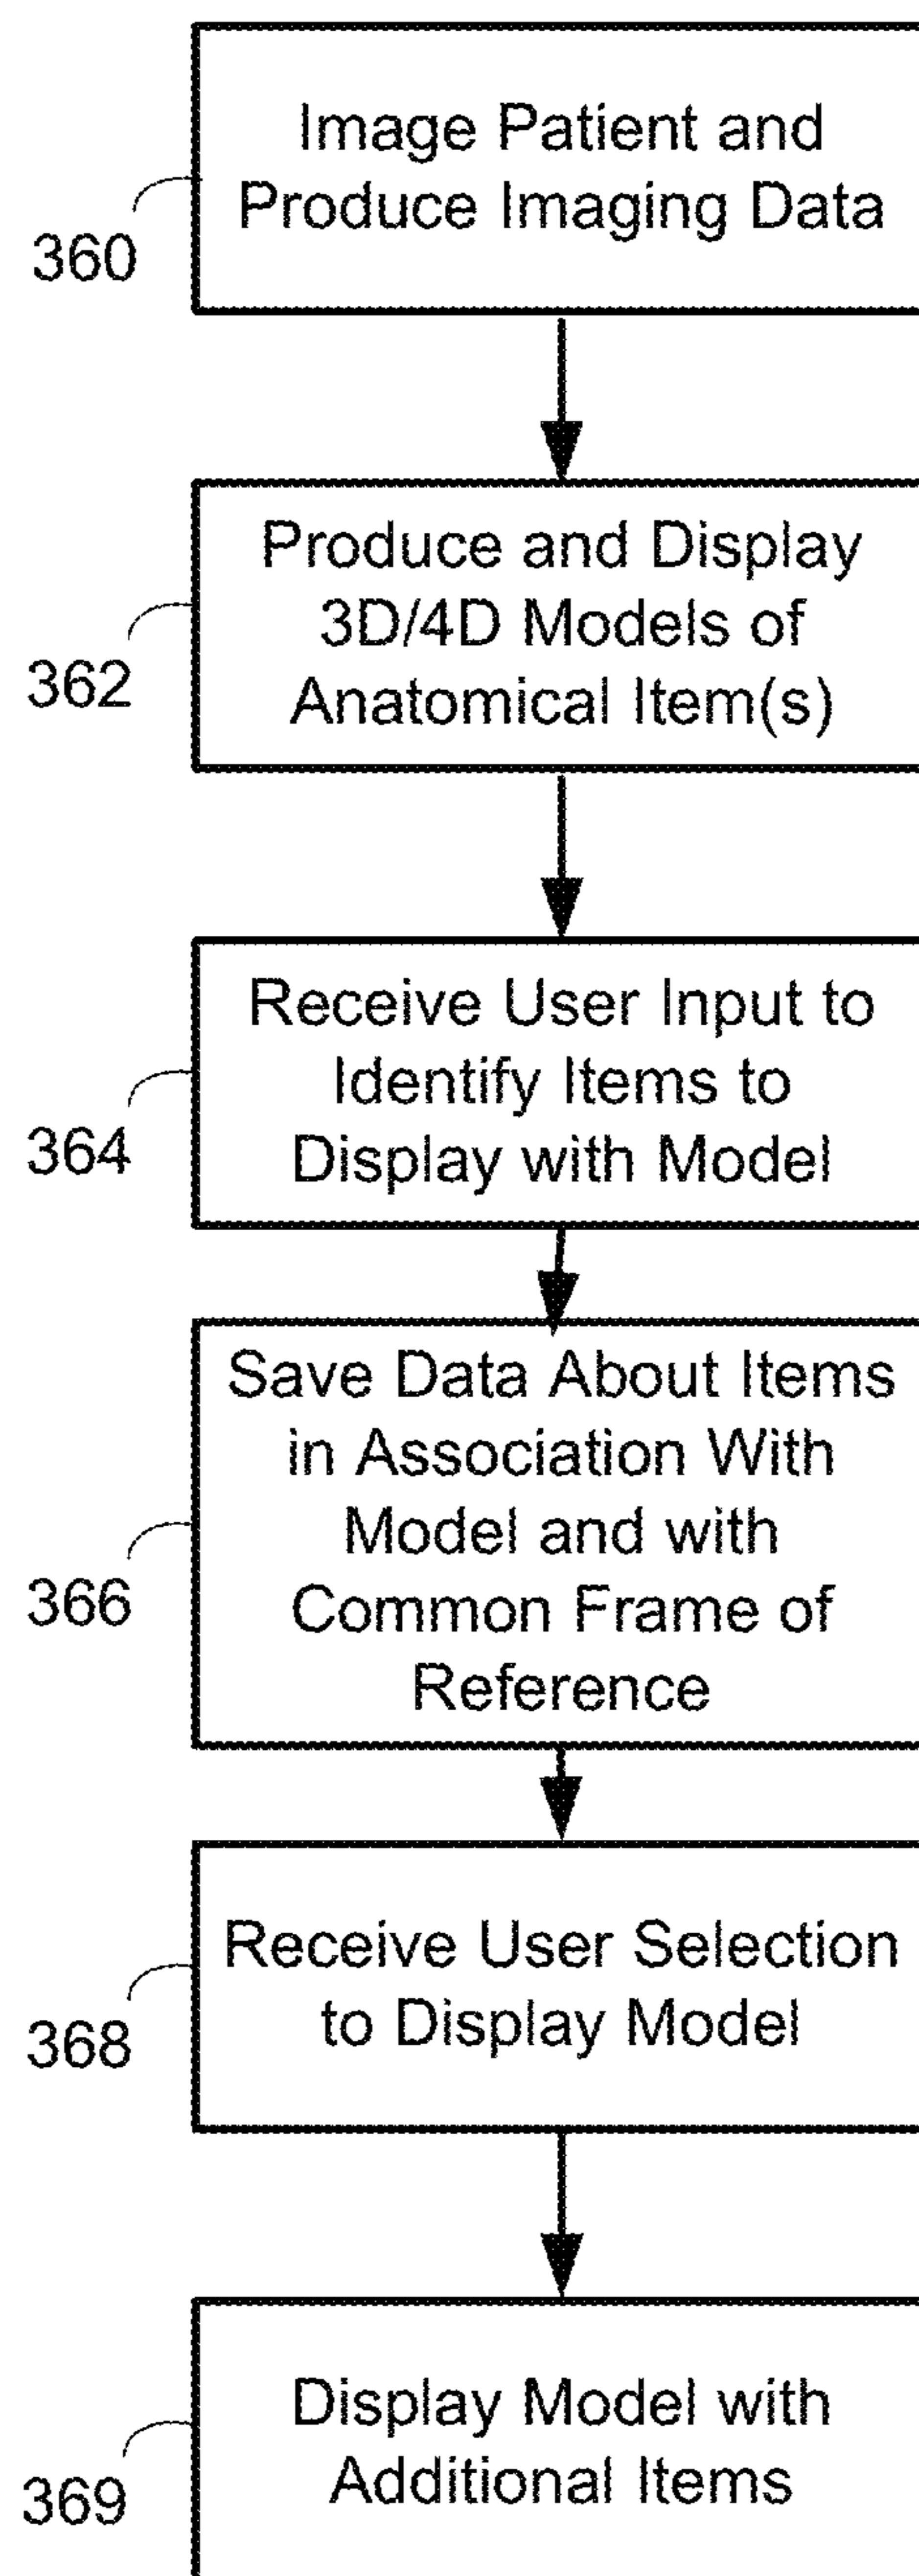 Image Patient and
Produce Imaging Data
360
Produce and Display
3D/4D Models of
Anatomical Item(s)
362
Receive User Input to
Identify Items to
Display with Model
364
Save Data About Items
in Association With
Model and with
Common Frame of
Reference
366
Receive User Selection
to Display Model
368
Display Model with
Additional Items
369